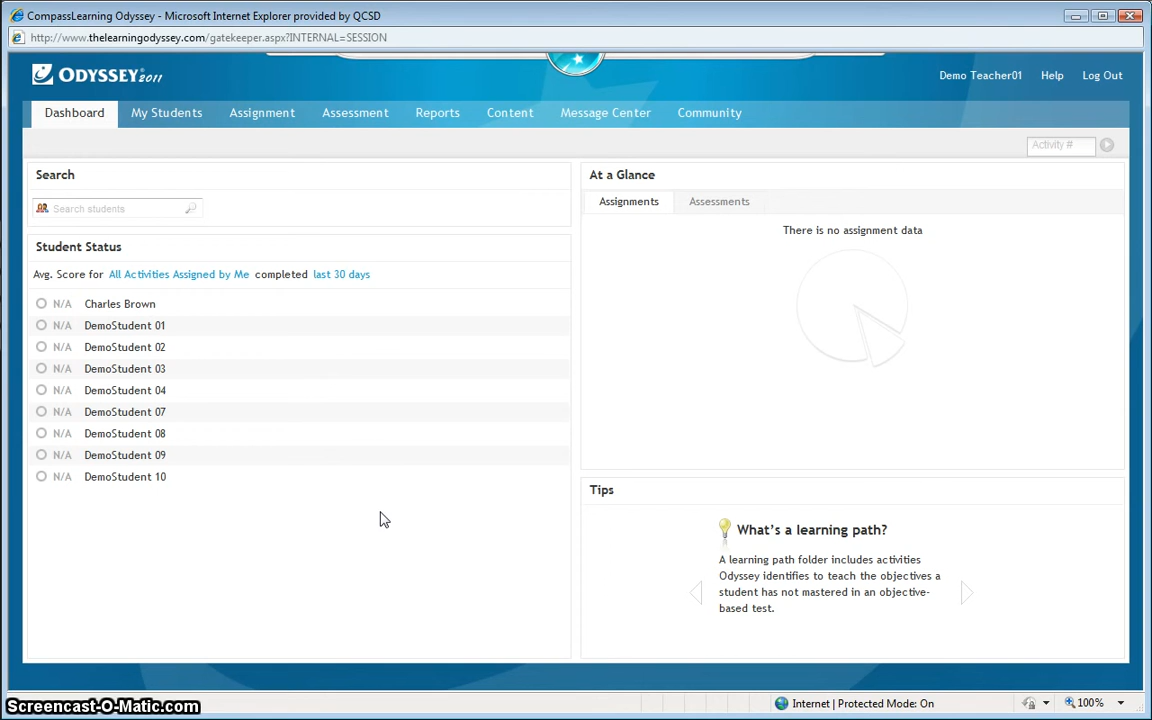 CompassLearning Odyssey - Microsoft Internet Explorer provided by QCSD
http://www.thelearningodyssey.com/gatekeeper.aspx?INTERNAL=SESSION
ODYSSEY® 2011
Demo Teacher01 Help Log Out
Dashboard My Students Assignment Assessment Reports Content Message Center Community
Activity #
Search
Search students
Student Status
Avg. Score for All Activities Assigned by Me completed last 30 days
N/A Charles Brown
N/A DemoStudent 01
N/A DemoStudent 02
N/A DemoStudent 03
N/A DemoStudent 04
N/A DemoStudent 07
N/A DemoStudent 08
N/A DemoStudent 09
N/A DemoStudent 10
At a Glance
Assignments Assessments
There is no assignment data
Tips
What's a learning path?
A learning path folder includes activities
Odyssey identifies to teach the objectives a
student has not mastered in an objective-
based test.
Screencast-O-Matic.com
Internet | Protected Mode: On
100%